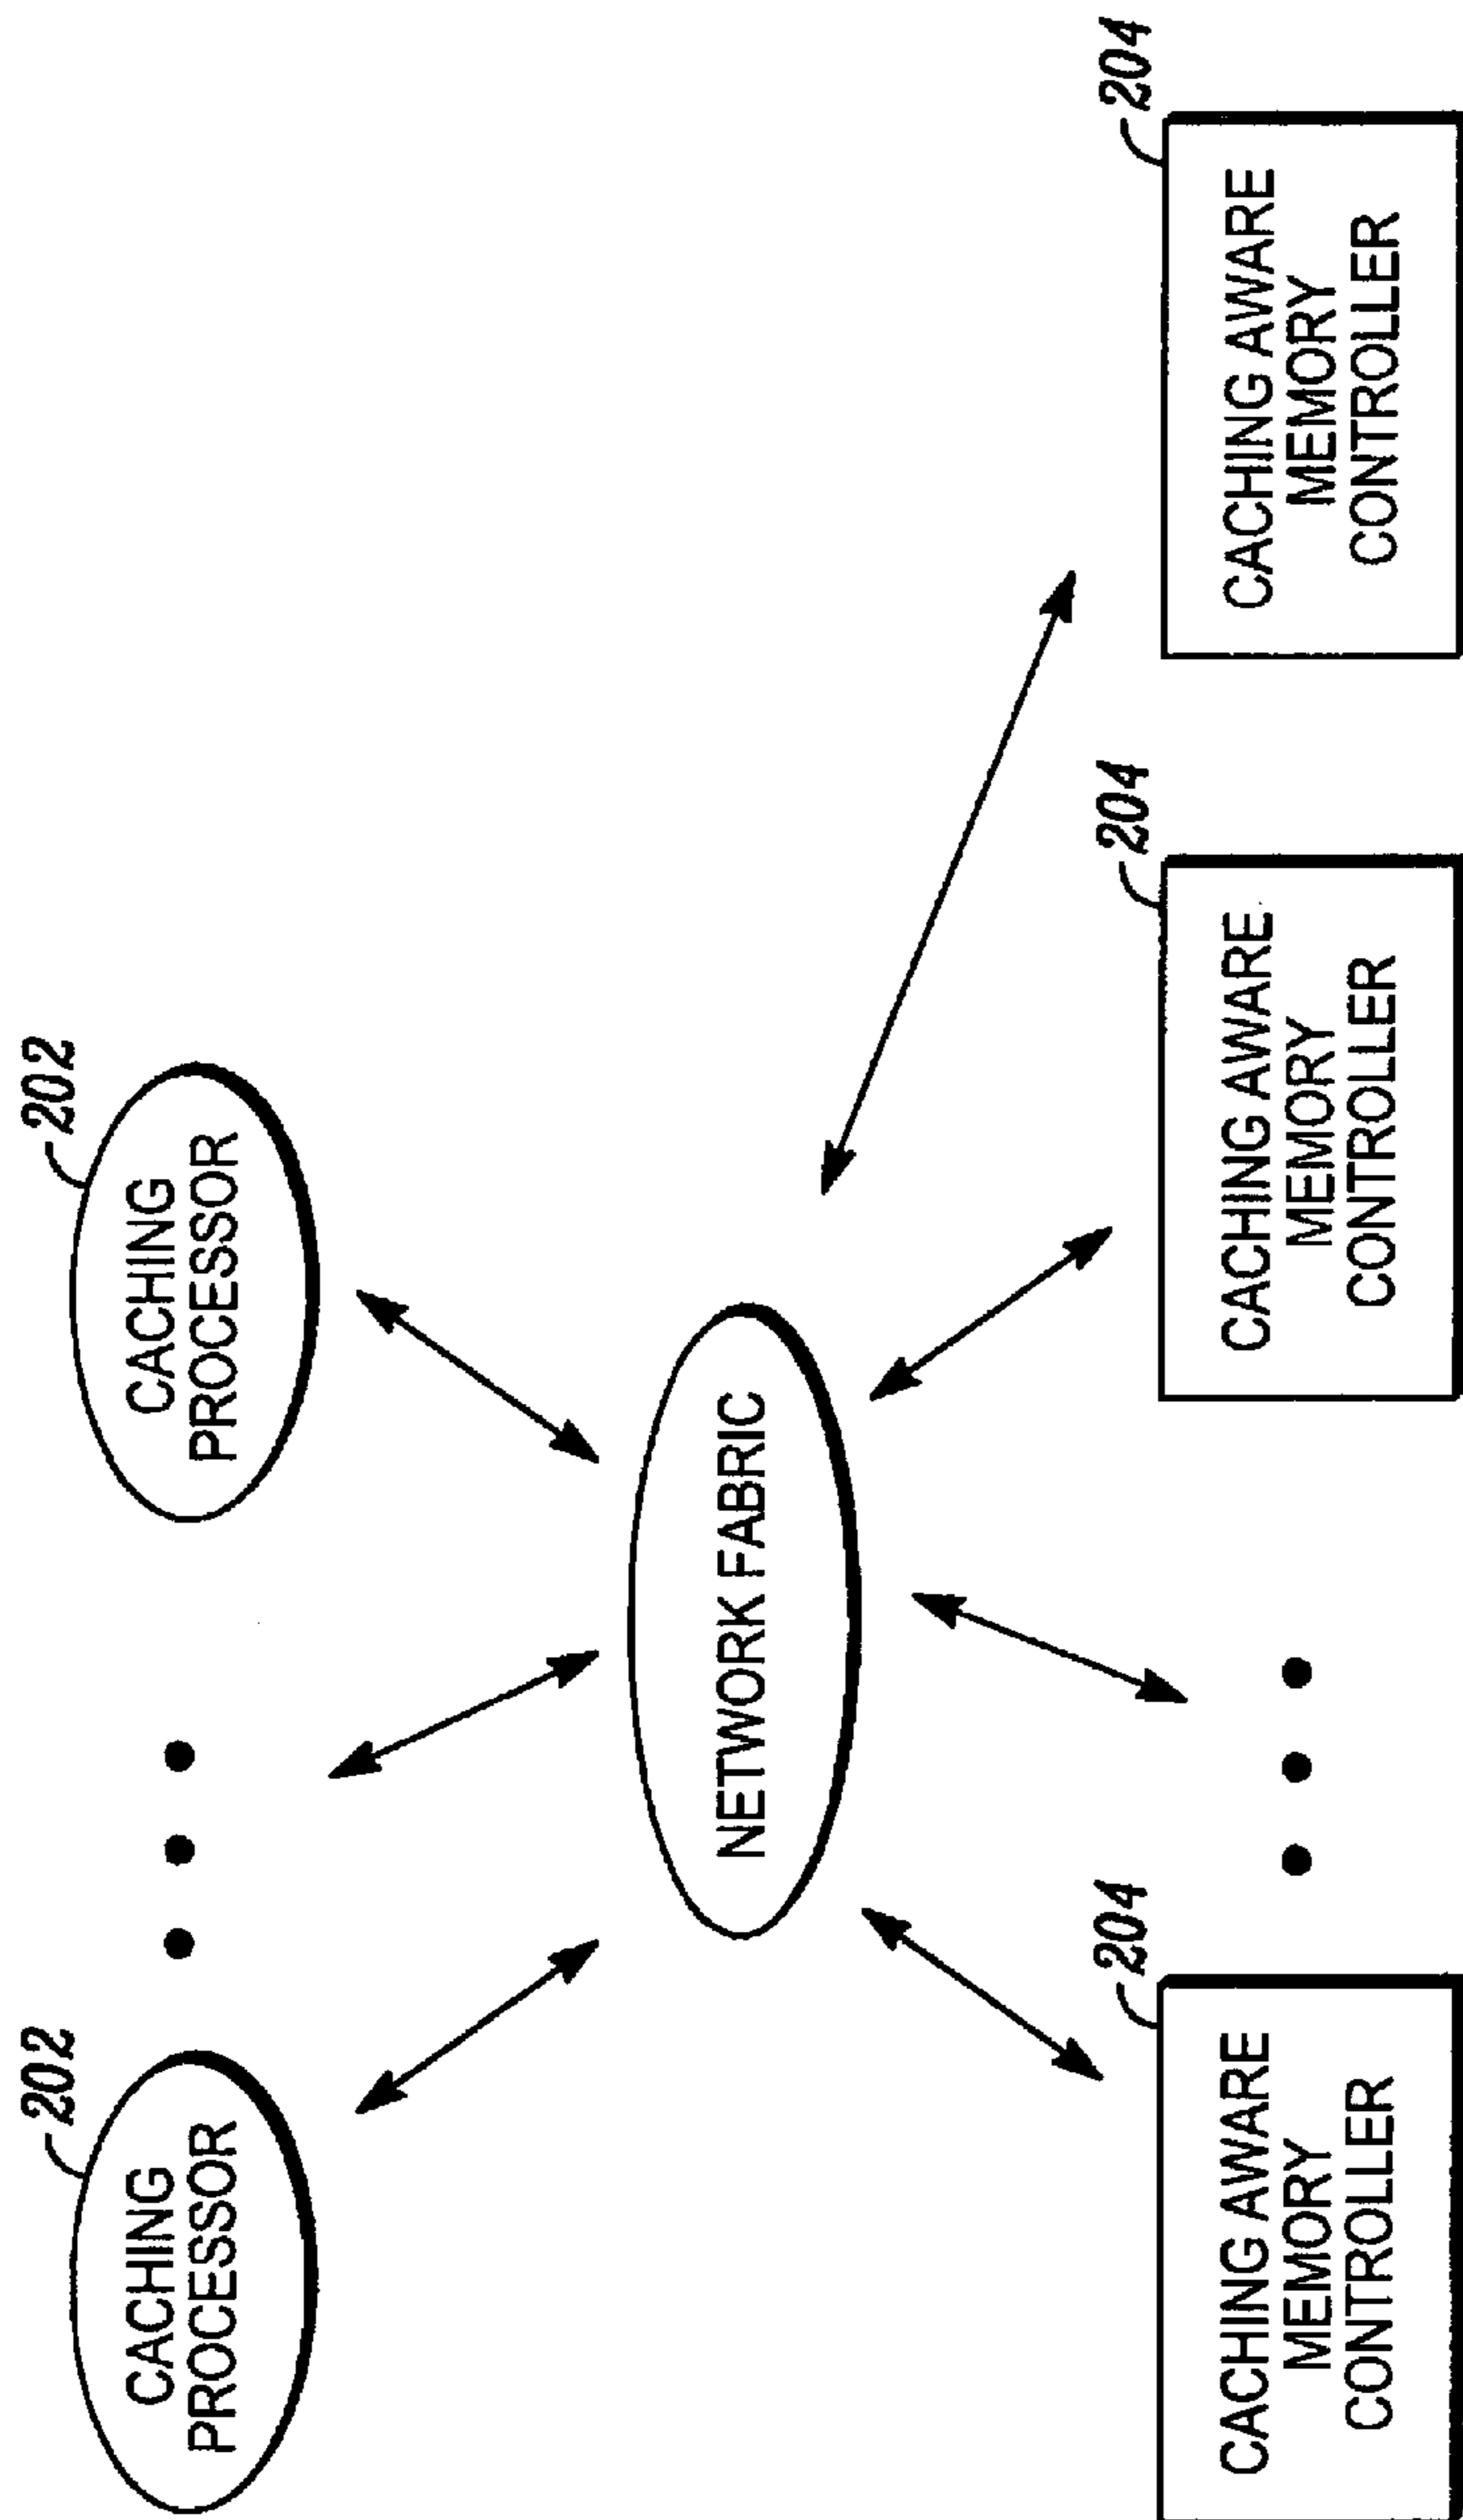 202
CACHING
PROCESSOR
202
CACHING
PROCESSOR
NETWORK FABRIC
204
CACHING AWARE
MEMORY
CONTROLLER
204
CACHING AWARE
MEMORY
CONTROLLER
204
CACHING AWARE
MEMORY
CONTROLLER